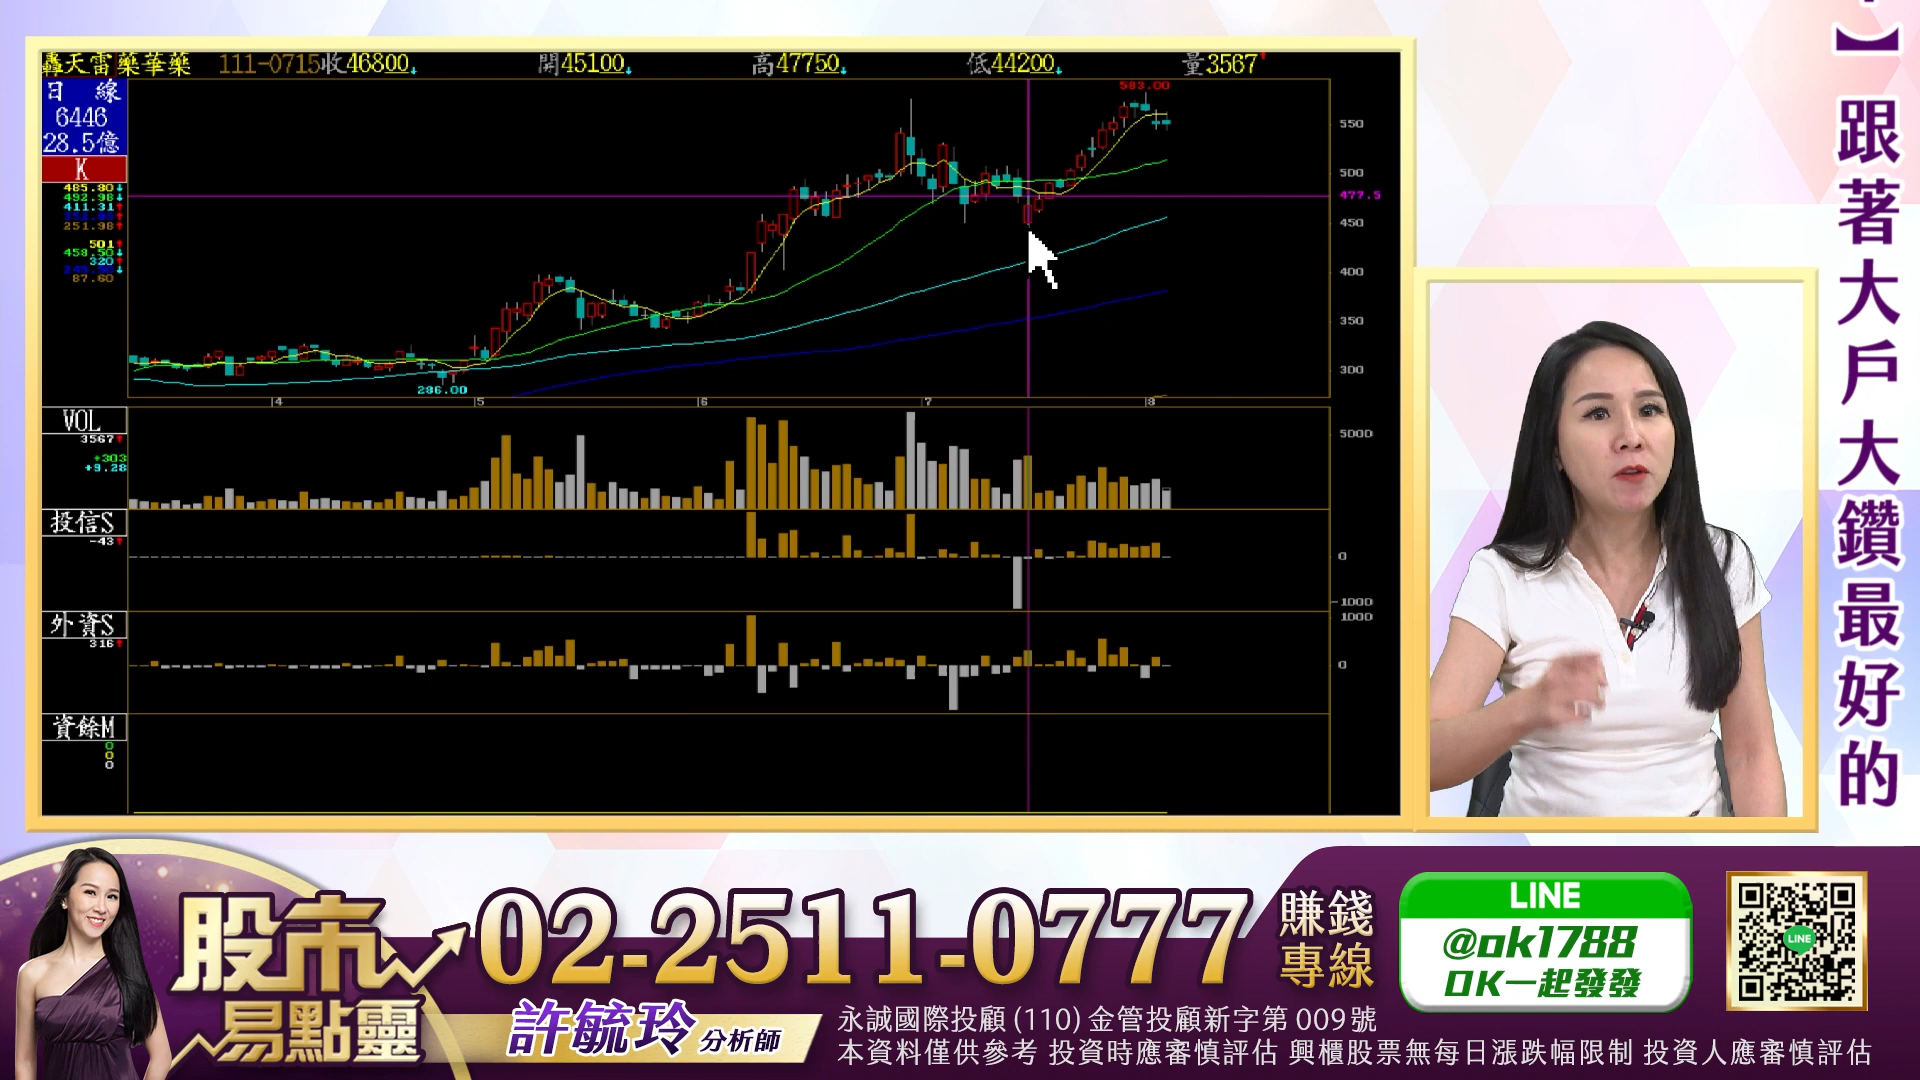 】跟著大戶大鑽最好的
轟天雷藥華藥 111-0715收46800↓ 開45100↓ 高47750↓ 低44200↓ 量3567↑
日 線
6446
28.5億
K
485.80↓
492.98↓
411.31↑
251.98↑
501↑
458.50↓
320↑
87.60
583.00
550
500
477.5
450
400
350
300
286.00
4 5 6 7 8
VOL
3567↑
+303
+9.28
5000
投信S
-43↑
0
-1000
外資S
316↑
1000
0
資餘M
0
0
0
股市易點靈
02-2511-0777
賺錢專線
LINE
@ok1788
OK一起發發
LINE
許毓玲 分析師
永誠國際投顧 (110) 金管投顧新字第 009號
本資料僅供參考 投資時應審慎評估 興櫃股票無每日漲跌幅限制 投資人應審慎評估